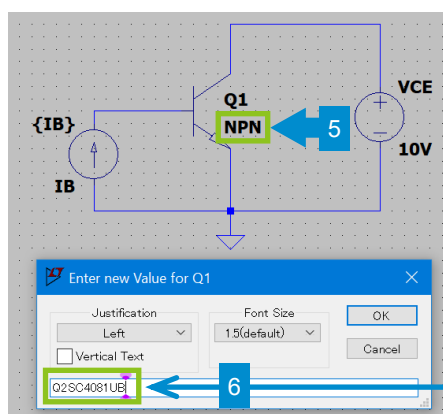 Q1
VCE
{IB}
NPN
5
10V
IB
Enter new Value for Q1
Justification
Font Size
OK
Left
1.5(default)
Cancel
Vertical Text
Q2SC4081UB
6